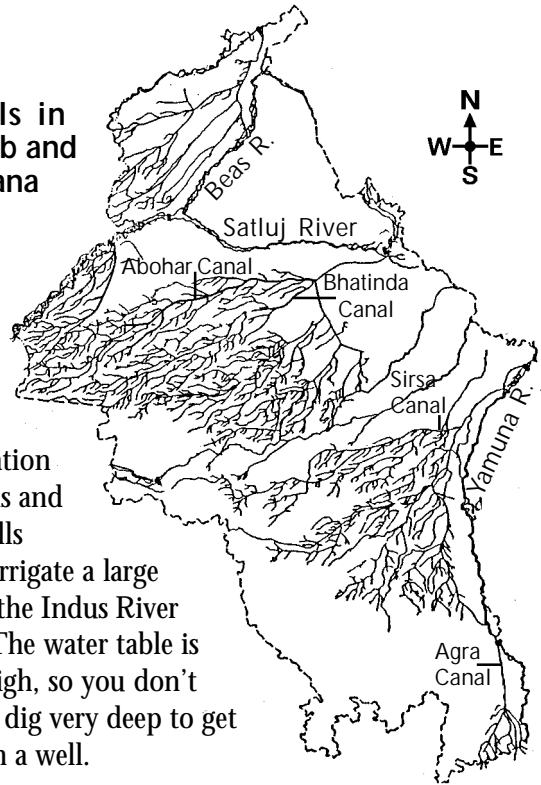 ls in
b and
ana
N
W E
S
Beas R.
Satluj River
Abohar Canal
Bhatinda
Canal
Sirsa
Canal
Yamuna R.
Agra
Canal
ation
s and
lls
rrigate a large
the Indus River
The water table is
igh, so you don't
dig very deep to get
a well.